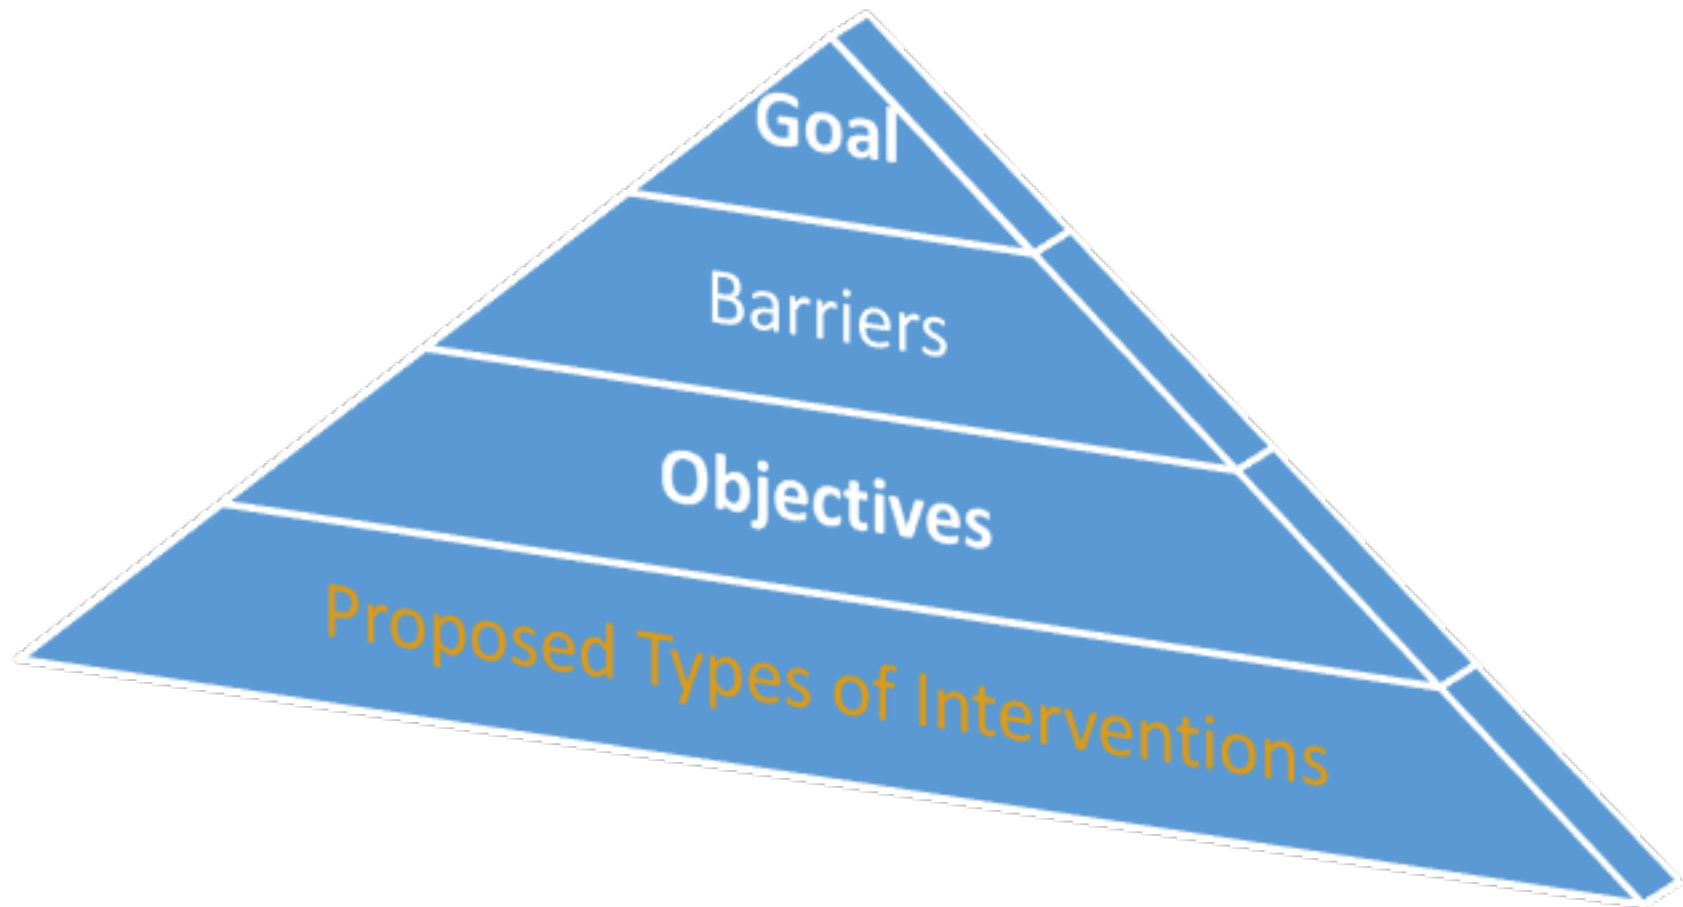 Goal
Barriers
Objectives
Proposed Types of Interventions